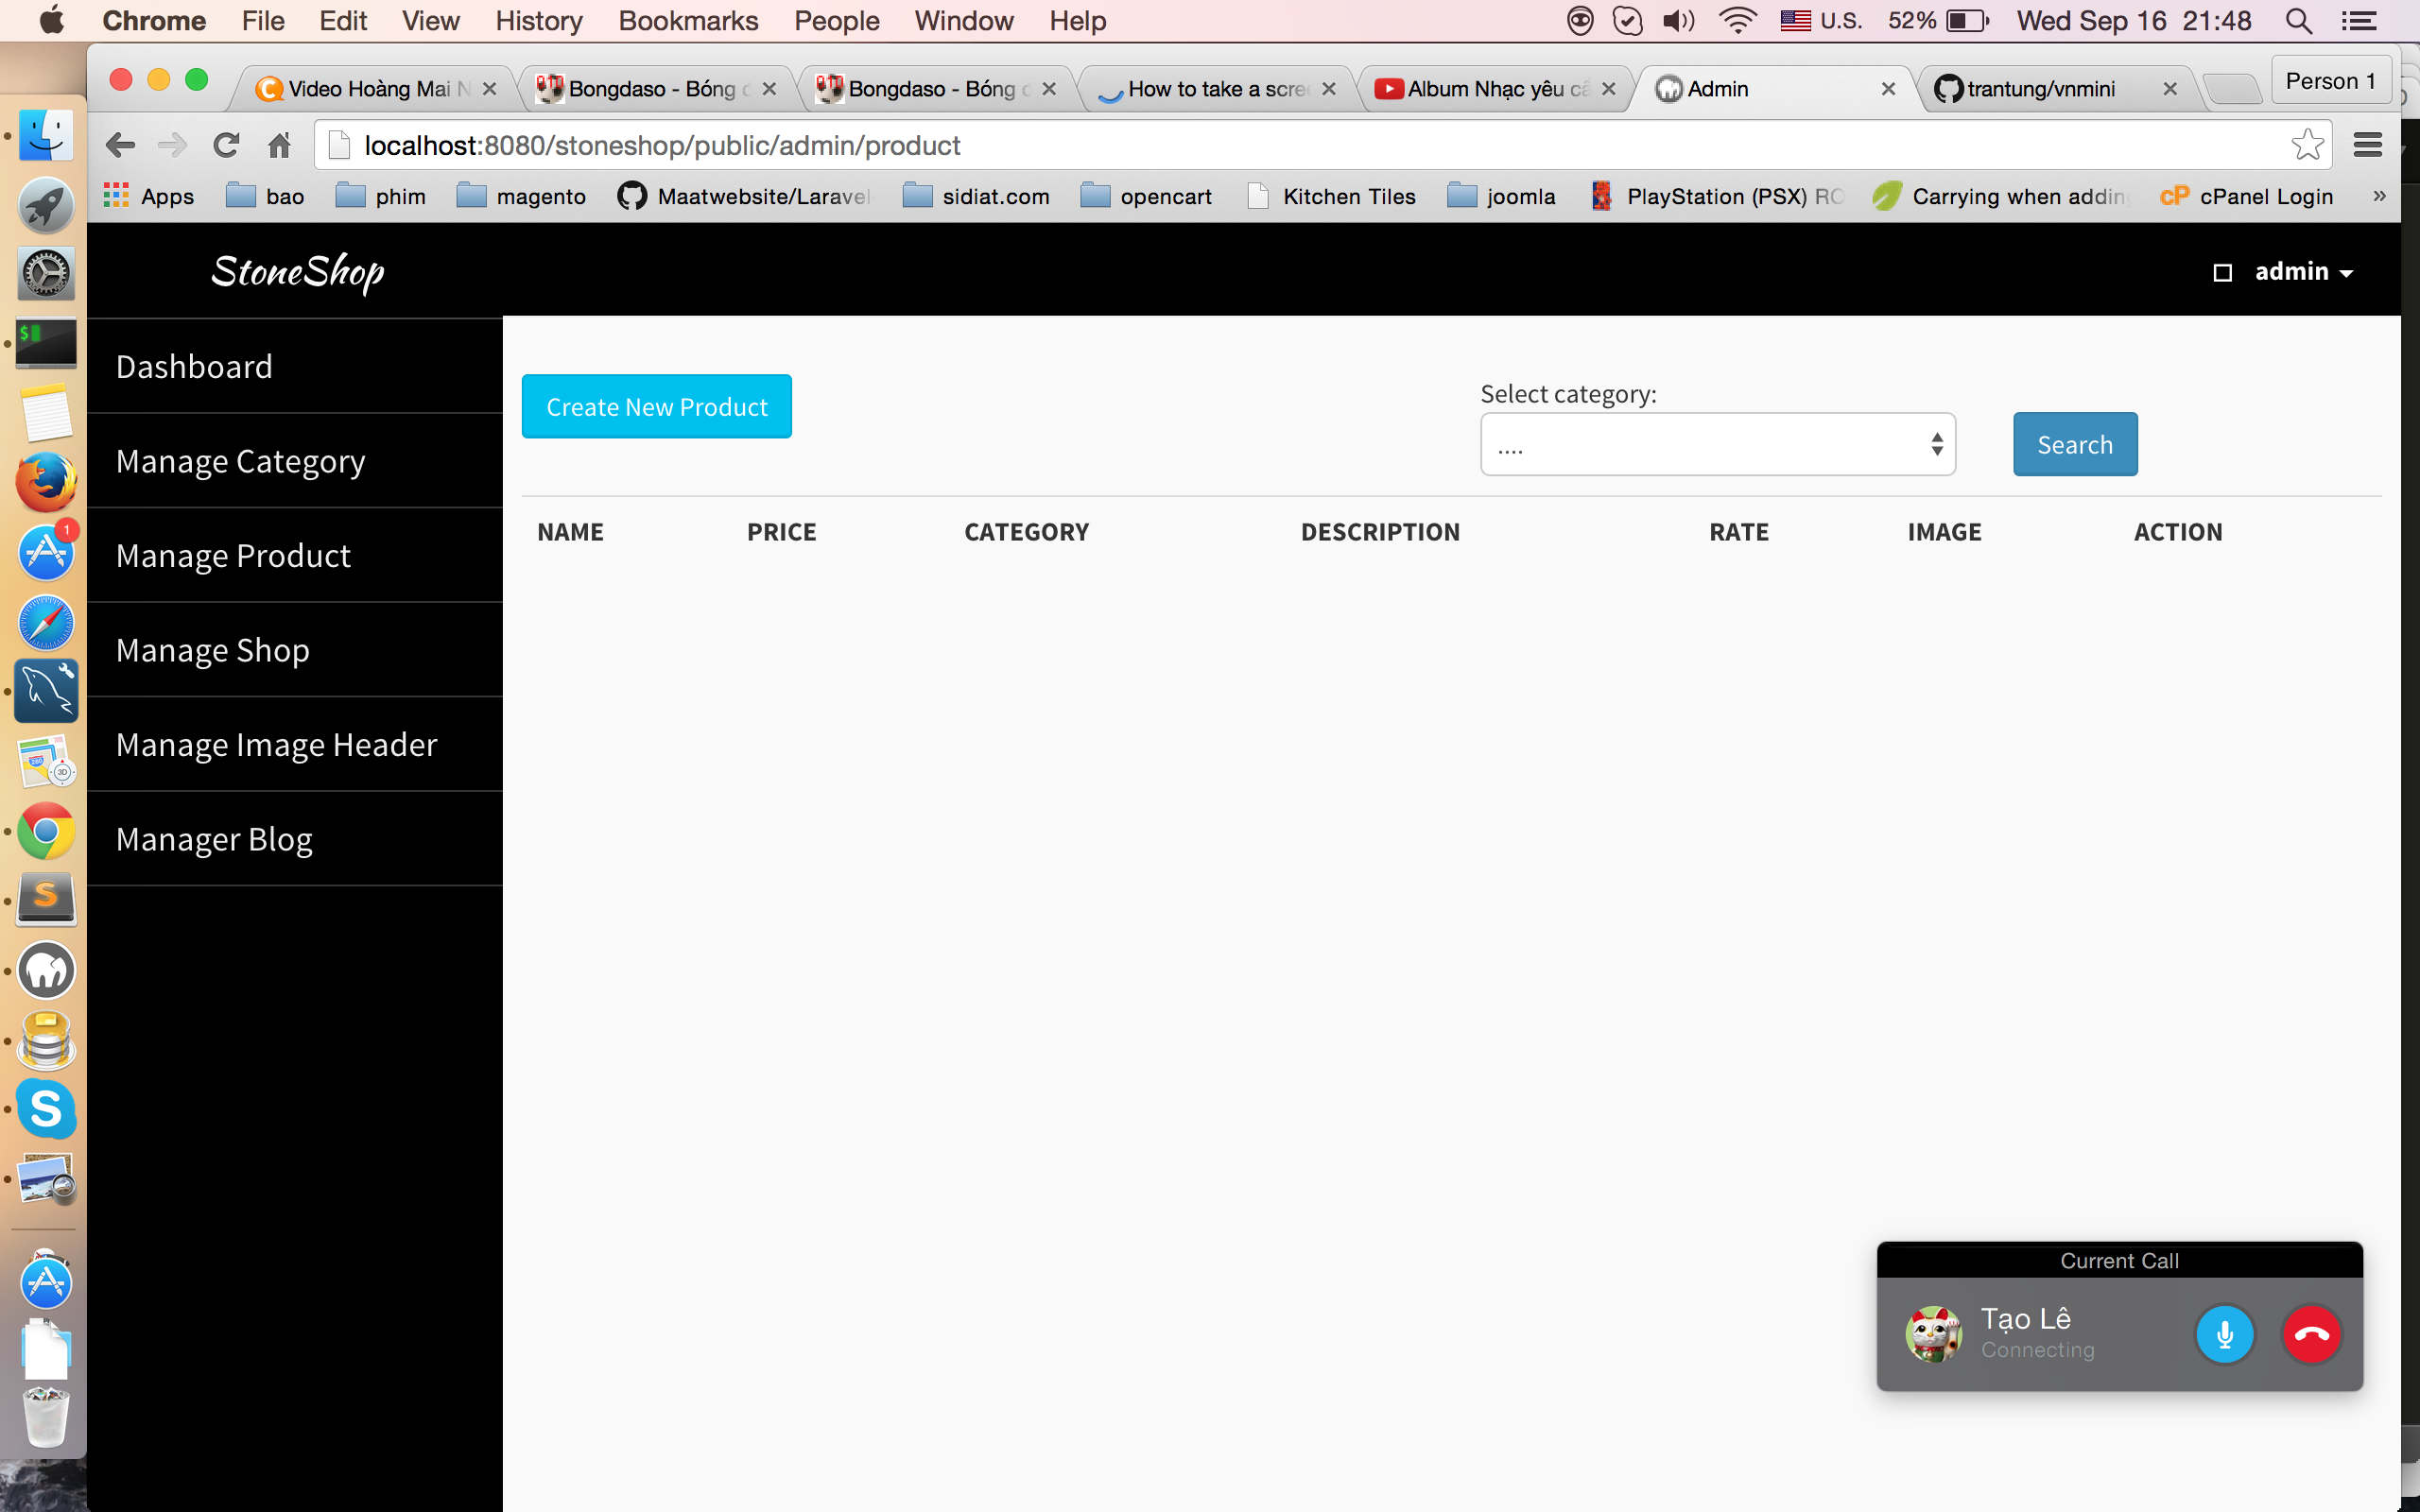 Chrome File Edit View History Bookmarks People Window Help U.S. 52% Wed Sep 16 21:48
Video Hoàng Mai N Bongdaso - Bóng Bongdaso - Bóng How to take a scre Album Nhạc yêu cầ Admin trantung/vnmini Person 1
localhost:8080/stoneshop/public/admin/product
Apps bao phim magento Maatwebsite/Laravel sidiat.com opencart Kitchen Tiles joomla PlayStation (PSX) RO Carrying when addin cP cPanel Login »
StoneShop admin
Dashboard
Manage Category
Manage Product
Manage Shop
Manage Image Header
Manager Blog
Create New Product
Select category:
....
Search
NAME PRICE CATEGORY DESCRIPTION RATE IMAGE ACTION
Current Call
Tạo Lê
Connecting
1